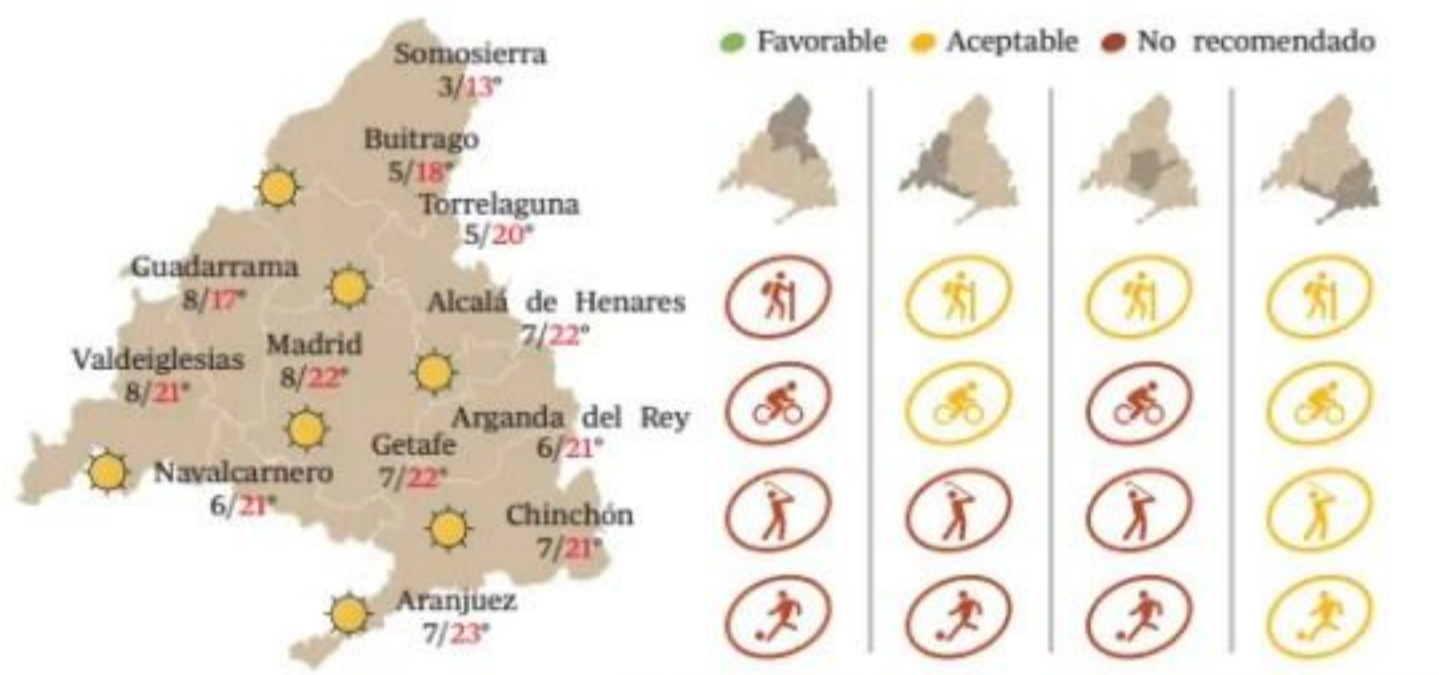 Somosierra
3/13°
Buitrago
5/18°
Torrelaguna
5/20°
Guadarrama
8/17°
Alcalá de Henares
7/22°
Madrid
8/22°
Valdeiglesias
8/21°
Arganda del Rey
6/21°
Getafe
7/22°
Navalcarnero
6/21°
Chinchón
7/21°
Aranjuez
7/23°
Favorable Aceptable No recomendado